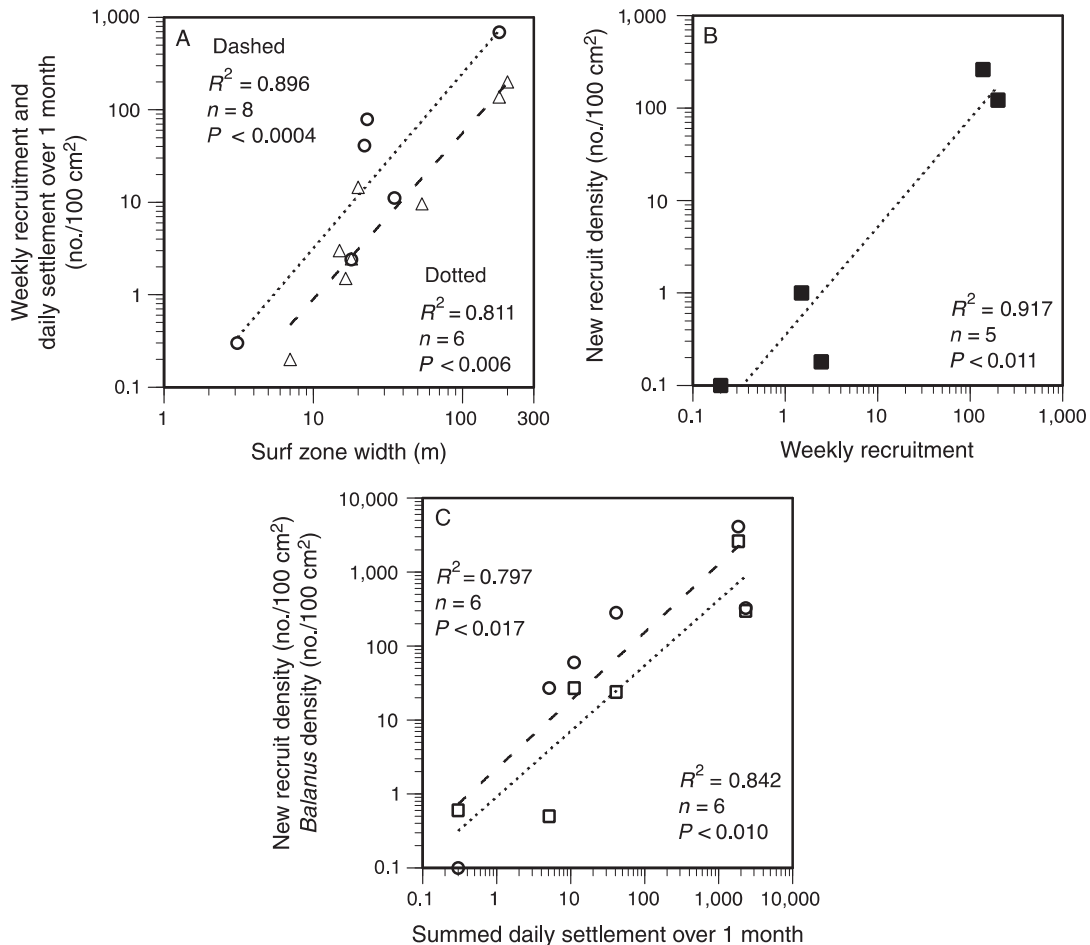 A
Dashed
R² = 0.896
n = 8
P < 0.0004
Dotted
R² = 0.811
n = 6
P < 0.006
1,000
100
10
1
0.1
1
10
100
300
Weekly recruitment and
daily settlement over 1 month
(no./100 cm²)
Surf zone width (m)
B
R² = 0.917
n = 5
P < 0.011
1,000
100
10
1
0.1
0.1
1
10
100
1,000
New recruit density (no./100 cm²)
Weekly recruitment
C
R² = 0.797
n = 6
P < 0.017
R² = 0.842
n = 6
P < 0.010
10,000
1,000
100
10
1
0.1
0.1
1
10
100
1,000
10,000
New recruit density (no./100 cm²)
Balanus density (no./100 cm²)
Summed daily settlement over 1 month